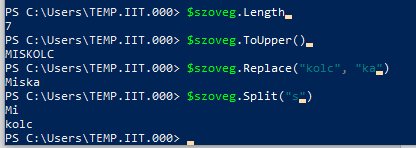 PS C:\Users\TEMP.IIT.000> $szoveg.Length
7
PS C:\Users\TEMP.IIT.000> $szoveg.ToUpper()
MISKOLC
PS C:\Users\TEMP.IIT.000> $szoveg.Replace("kolc", "ka")
Miska
PS C:\Users\TEMP.IIT.000> $szoveg.Split("s")
Mi
kolc
PS C:\Users\TEMP.IIT.000>